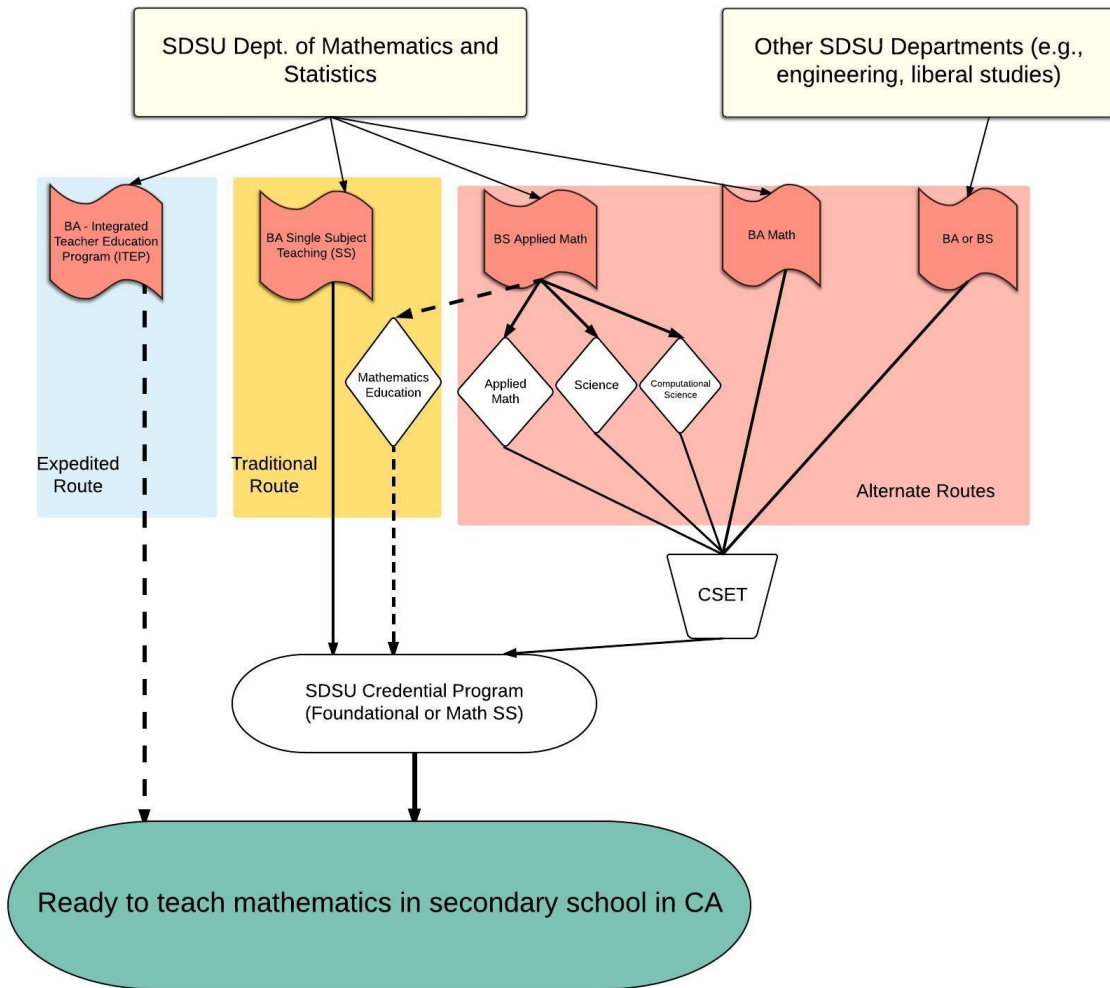 SDSU Dept. of Mathematics and
Statistics
Other SDSU Departments (e.g.,
engineering, liberal studies)
BA - Integrated
Teacher Education
Program (ITEP)
BA Single Subject
Teaching (SS)
BS Applied Math
BA Math
BA or BS
Mathematics
Education
Applied
Math
Science
Computational
Science
Expedited
Route
Traditional
Route
Alternate Routes
CSET
SDSU Credential Program
(Foundational or Math SS)
Ready to teach mathematics in secondary school in CA